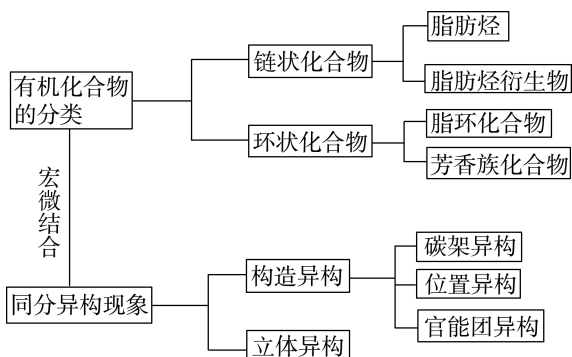 脂肪烃
链状化合物
脂肪烃衍生物
有机化合物
的分类
环状化合物
脂环化合物
芳香族化合物
宏微结合
同分异构现象
构造异构
碳架异构
位置异构
官能团异构
立体异构